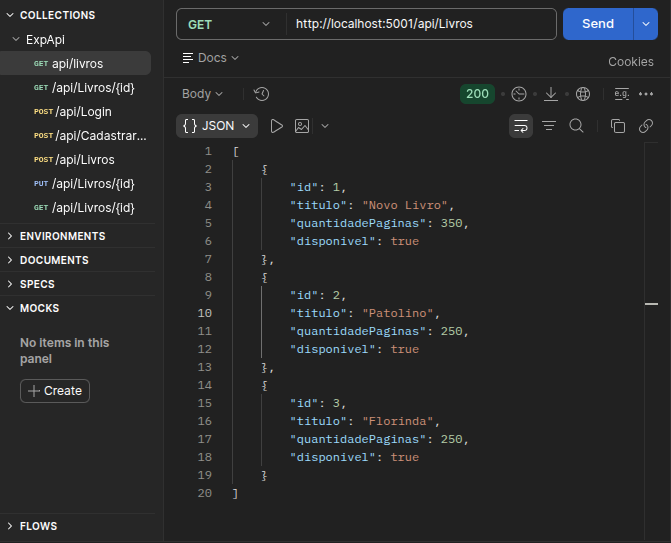 COLLECTIONS
ExpApi
GET api/livros
GET /api/Livros/{id}
POST /api/Login
POST /api/Cadastrar...
POST /api/Livros
PUT /api/Livros/{id}
GET /api/Livros/{id}
ENVIRONMENTS
DOCUMENTS
SPECS
MOCKS
No items in this
panel
+ Create
FLOWS
GET http://localhost:5001/api/Livros Send
Docs Cookies
Body 200 e.g.
{} JSON
1 [
2 {
3 "id": 1,
4 "titulo": "Novo Livro",
5 "quantidadePaginas": 350,
6 "disponivel": true
7 },
8 {
9 "id": 2,
10 "titulo": "Patolino",
11 "quantidadePaginas": 250,
12 "disponivel": true
13 },
14 {
15 "id": 3,
16 "titulo": "Florinda",
17 "quantidadePaginas": 250,
18 "disponivel": true
19 }
20 ]